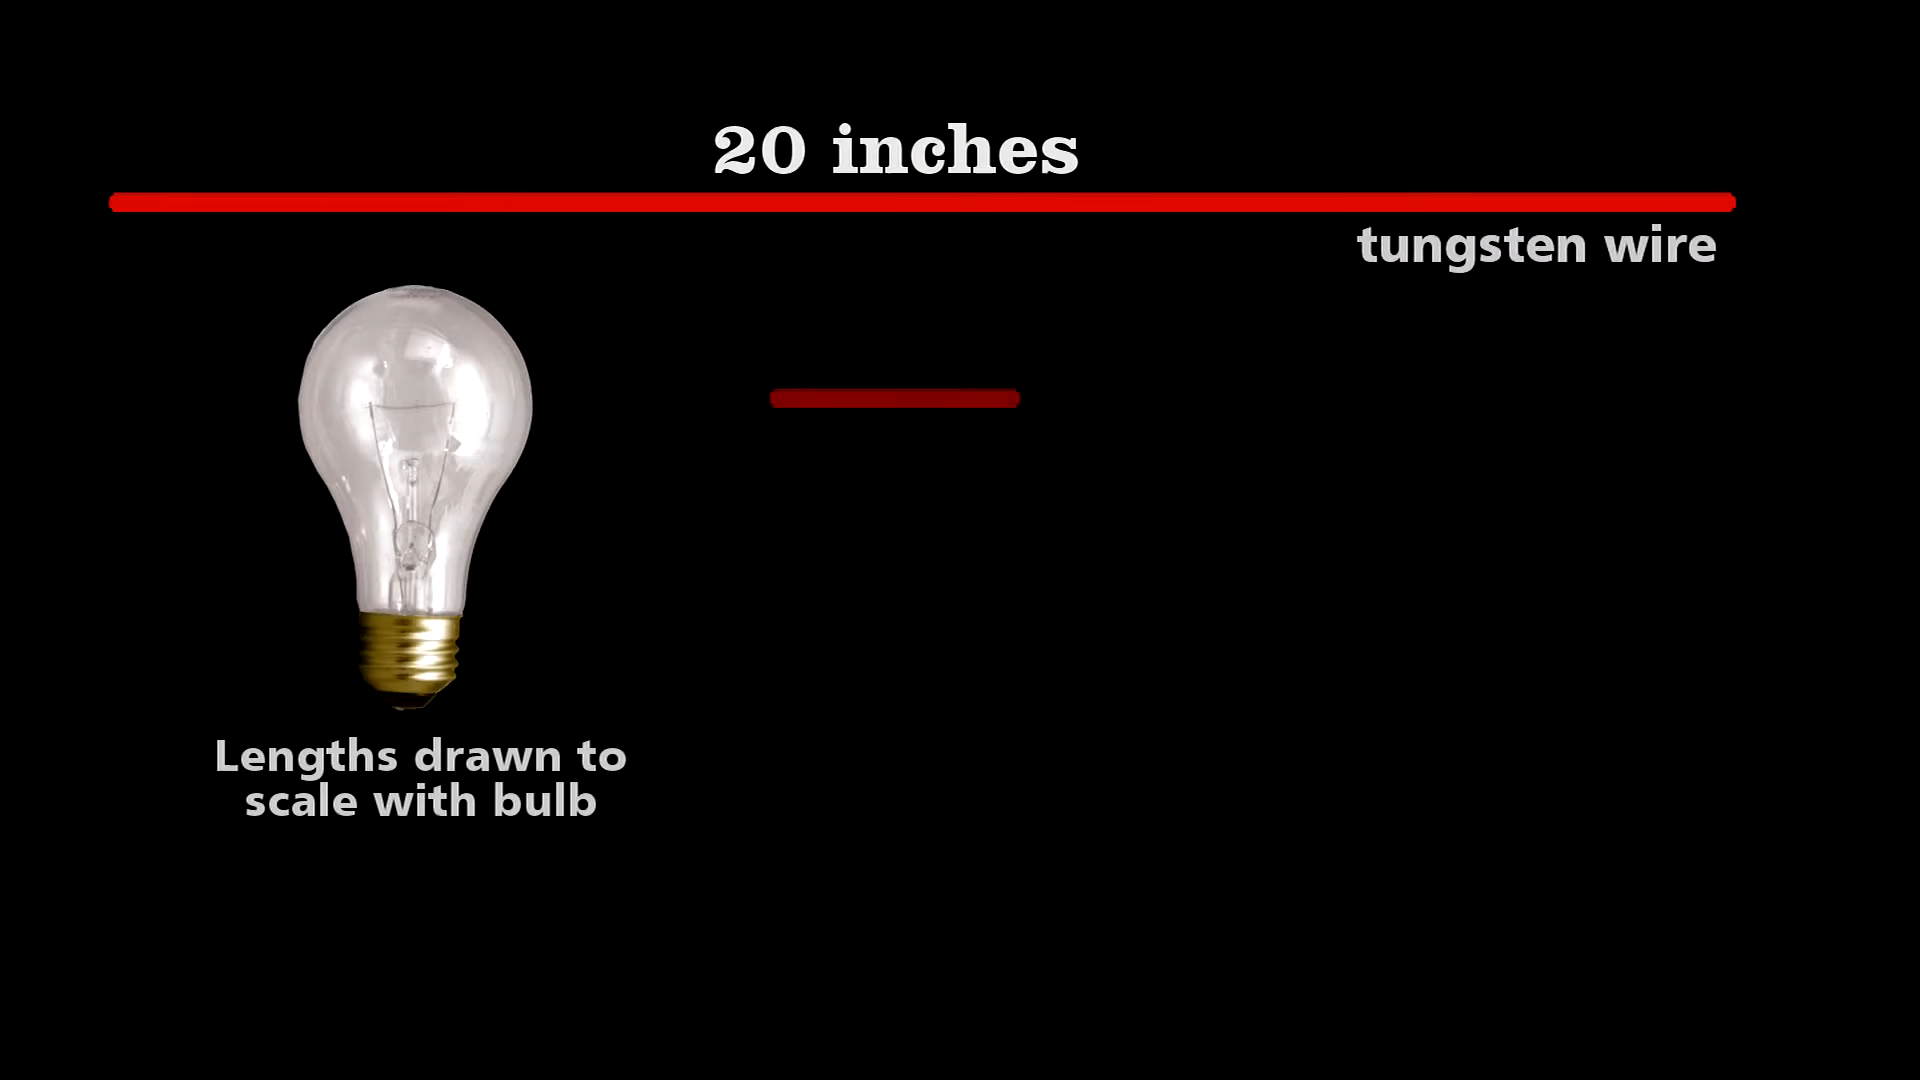 20 inches
tungsten wire
Lengths drawn to
scale with bulb